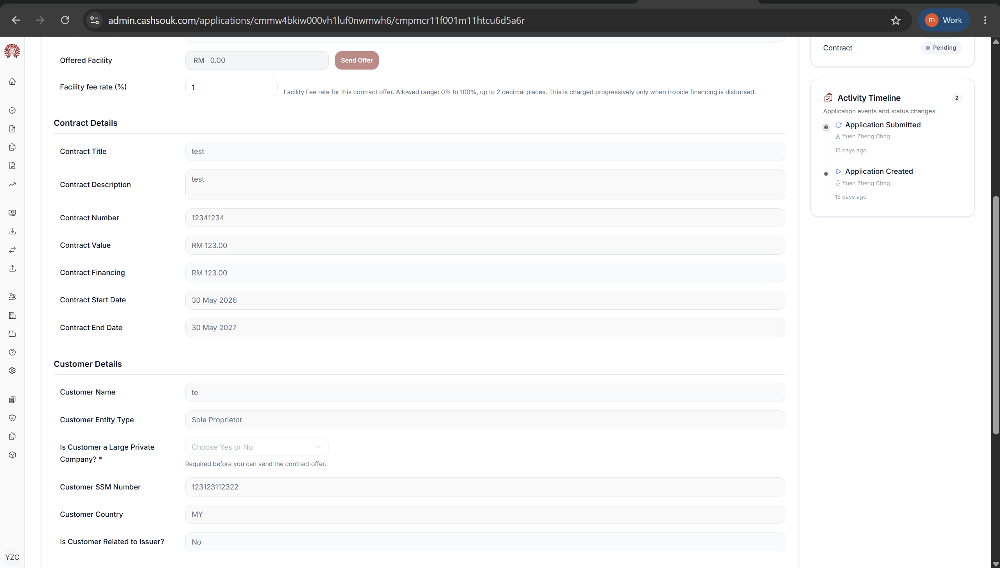 admin.cashsouk.com/applications/cmmw4bkiw000vh1luf0nwmwh6/cmpmcr11f001m11htcu6d5a6r
m Work
Offered Facility
RM 0.00
Send Offer
Facility fee rate (%)
1
Facility Fee rate for this contract offer. Allowed range: 0% to 100%, up to 2 decimal places. This is charged progressively only when invoice financing is disbursed.
Contract Details
Contract Title
test
Contract Description
test
Contract Number
12341234
Contract Value
RM 123.00
Contract Financing
RM 123.00
Contract Start Date
30 May 2026
Contract End Date
30 May 2027
Customer Details
Customer Name
te
Customer Entity Type
Sole Proprietor
Is Customer a Large Private
Company? *
Choose Yes or No
Required before you can send the contract offer.
Customer SSM Number
123123112322
Customer Country
MY
Is Customer Related to Issuer?
No
Contract
Pending
Activity Timeline
2
Application events and status changes
Application Submitted
Yuen Zheng Chng
15 days ago
Application Created
Yuen Zheng Chng
15 days ago
YZC